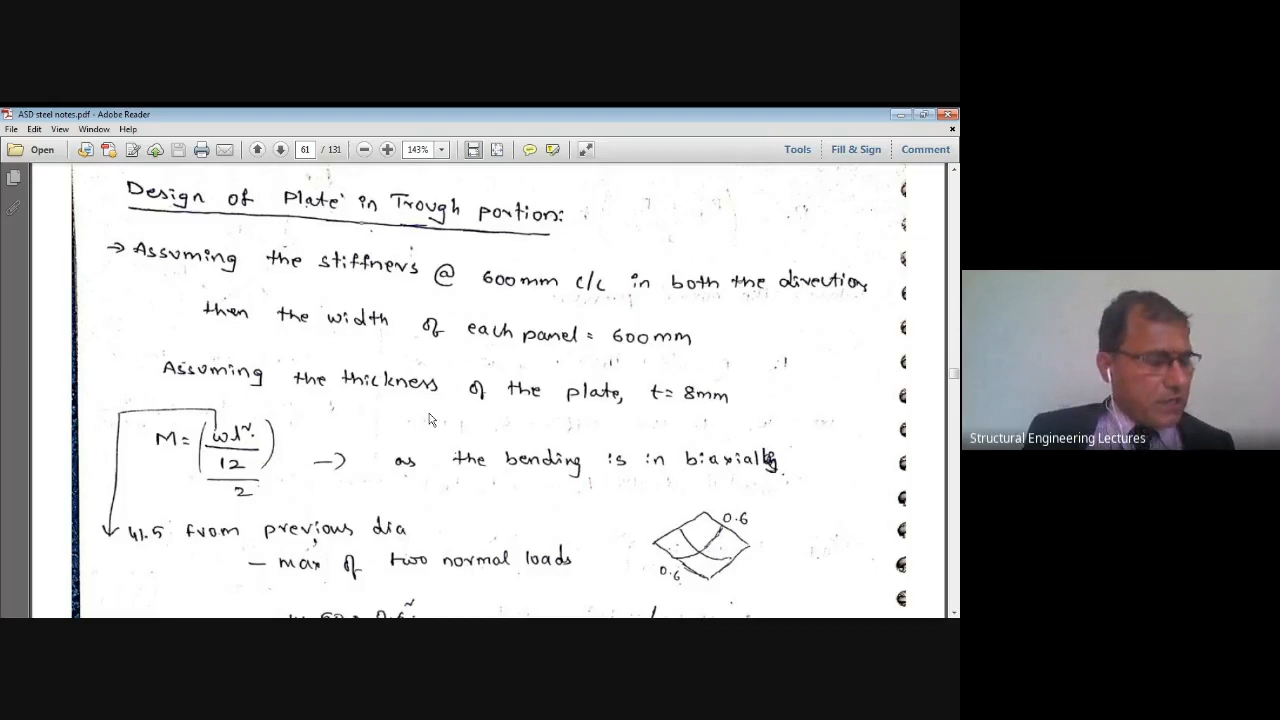 ASD steel notes.pdf - Adobe Reader
File Edit View Window Help
Open 61 / 131 143% Tools Fill & Sign Comment
Design of Plate in Trough portion:
→ Assuming the stiffners @ 600mm c/c in both the direction
then the width of each panel = 600mm
Assuming the thickness of the plate, t = 8mm
M = (wl²/12 / 2) → as the bending is in biaxially
41.5 from previous dia
0.6
— max of two normal loads
0.6
Structural Engineering Lectures